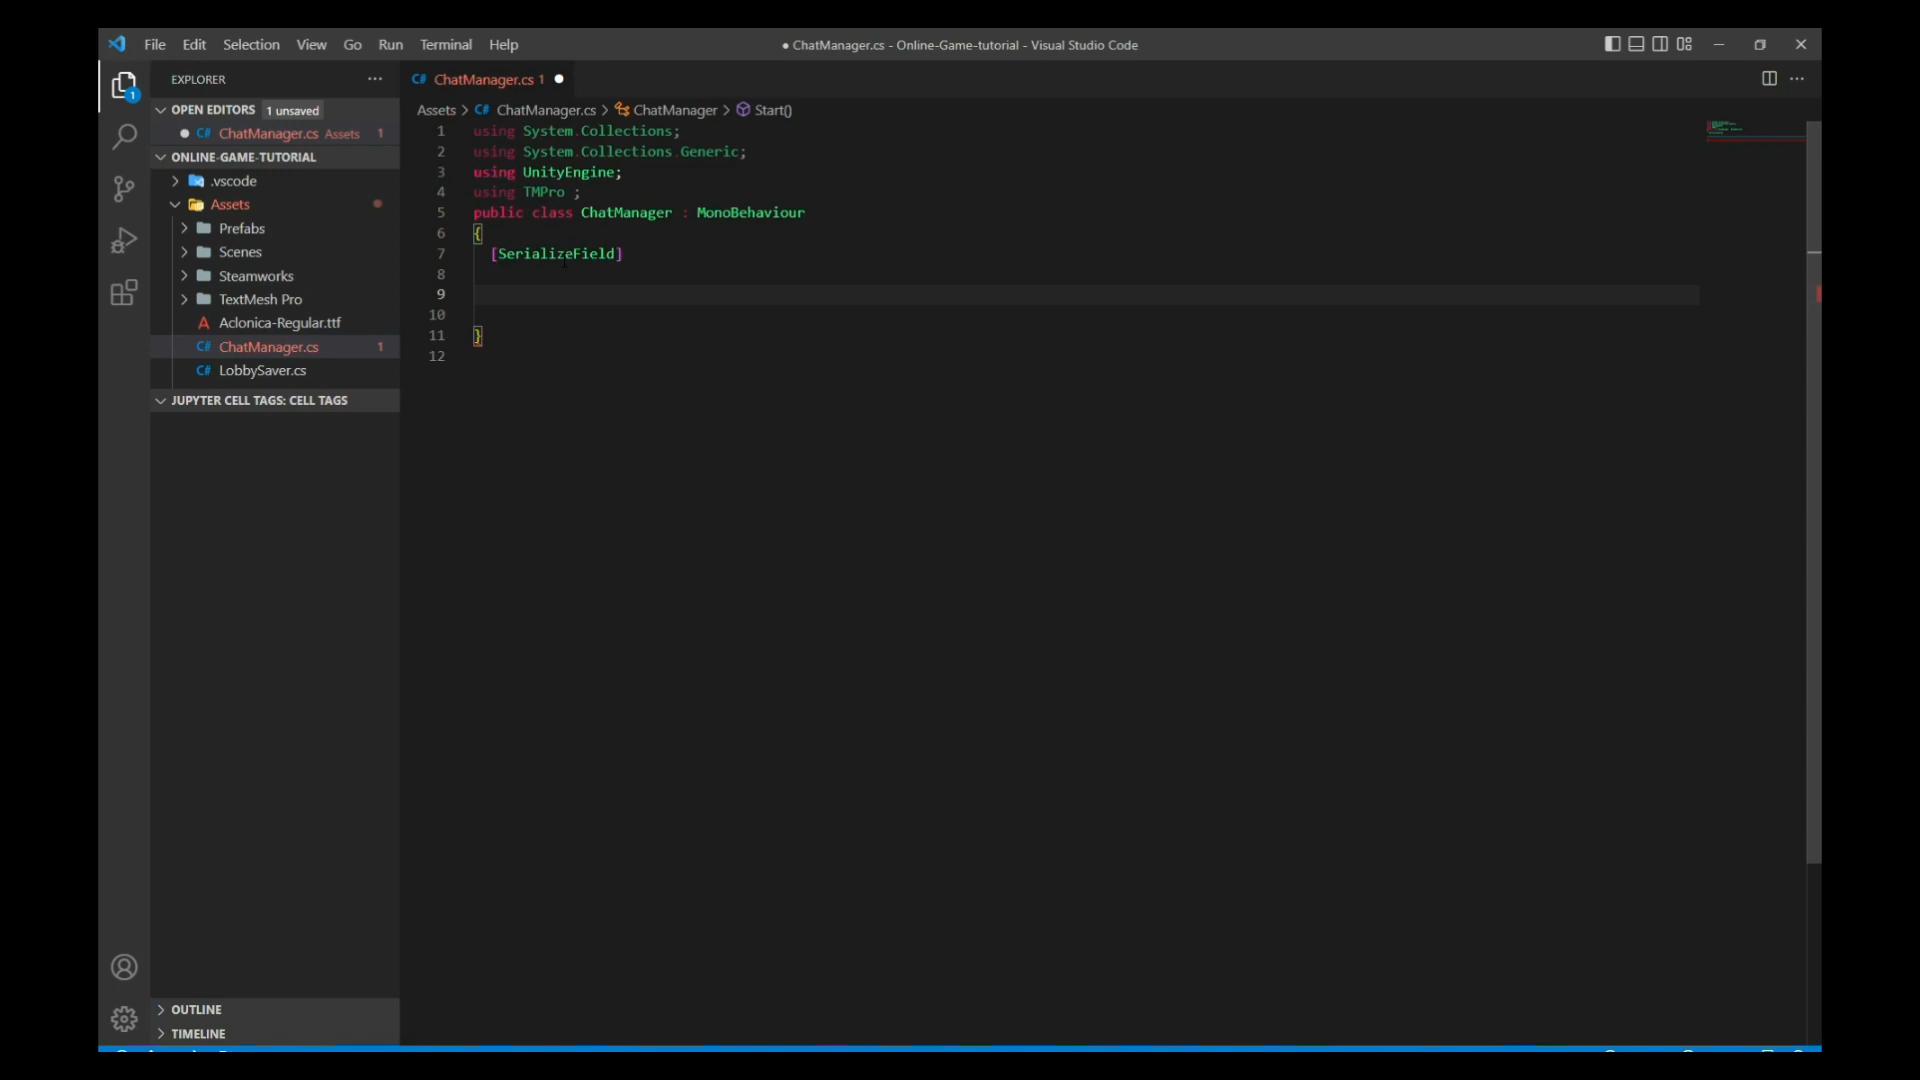 File Edit Selection View Go Run Terminal Help
● ChatManager.cs - Online-Game-tutorial - Visual Studio Code
EXPLORER
OPEN EDITORS 1 unsaved
● C# ChatManager.cs Assets 1
ONLINE-GAME-TUTORIAL
.vscode
Assets
Prefabs
Scenes
Steamworks
TextMesh Pro
A Aclonica-Regular.ttf
C# ChatManager.cs 1
C# LobbySaver.cs
JUPYTER CELL TAGS: CELL TAGS
OUTLINE
TIMELINE
1
C# ChatManager.cs 1 ●
Assets > C# ChatManager.cs > ChatManager > Start()
1 using System.Collections;
2 using System.Collections.Generic;
3 using UnityEngine;
4 using TMPro ;
5 public class ChatManager : MonoBehaviour
6 {
7 [SerializeField]
8
9
10
11 }
12